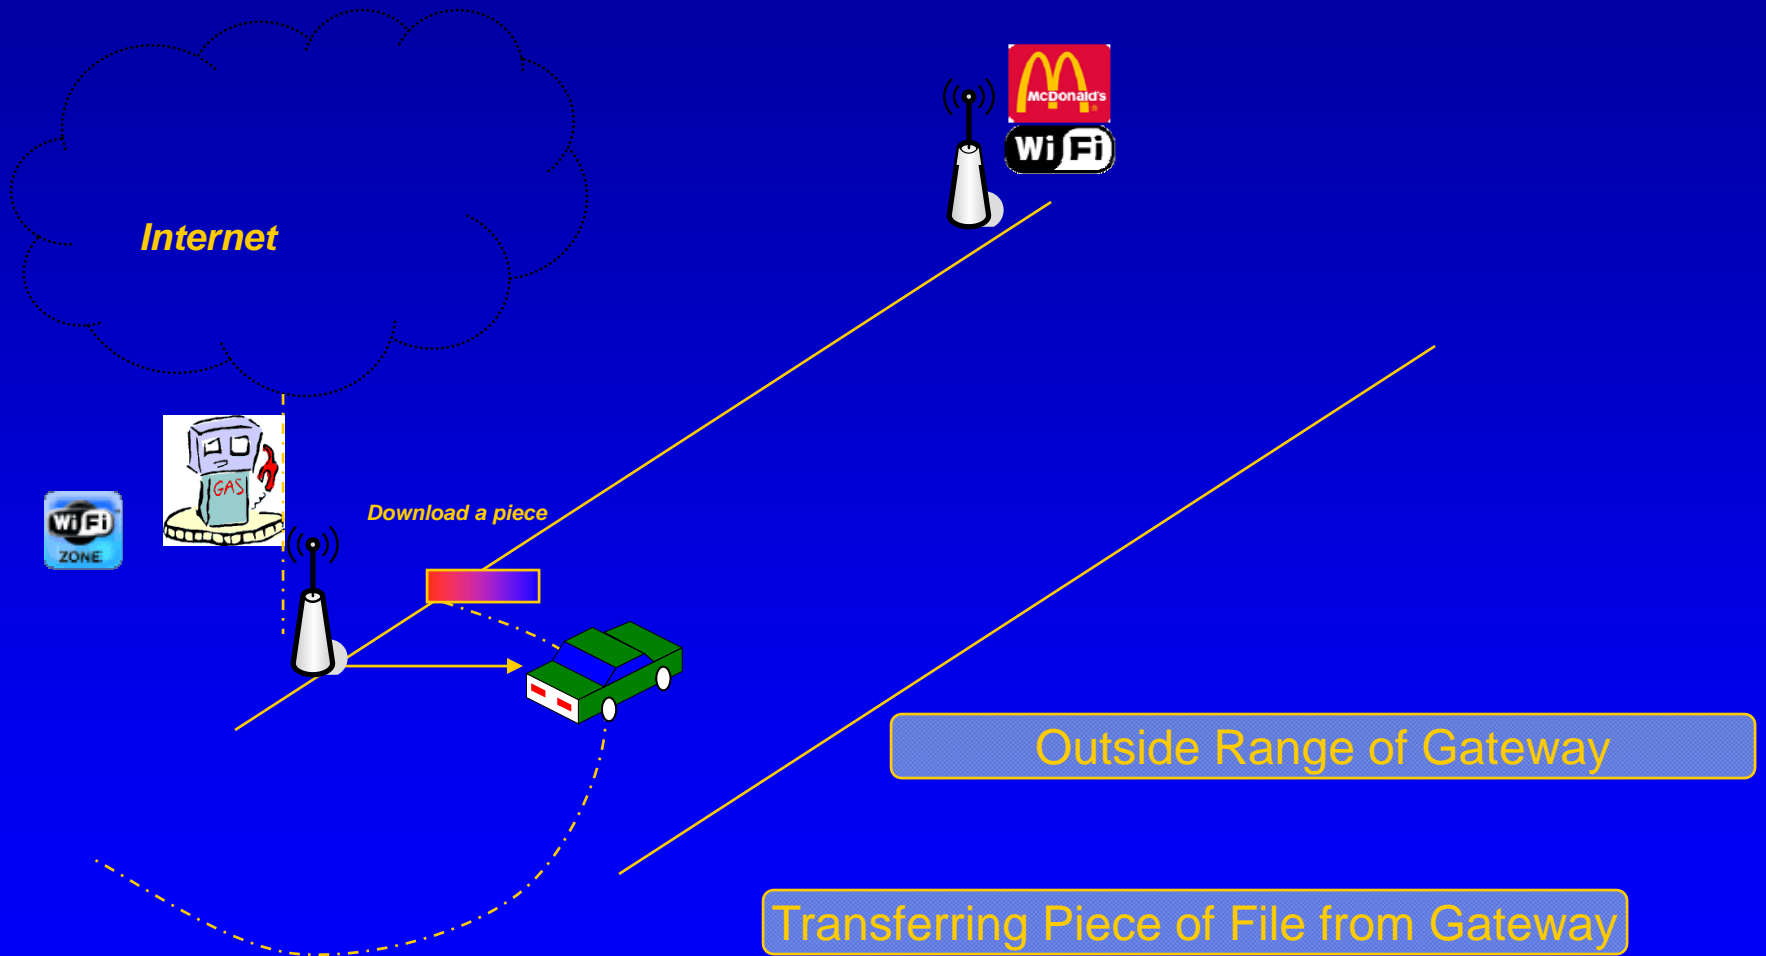 McDonald's
Wi Fi
Internet
GAS
Download a piece
Wi Fi
ZONE
Outside Range of Gateway
Transferring Piece of File from Gateway